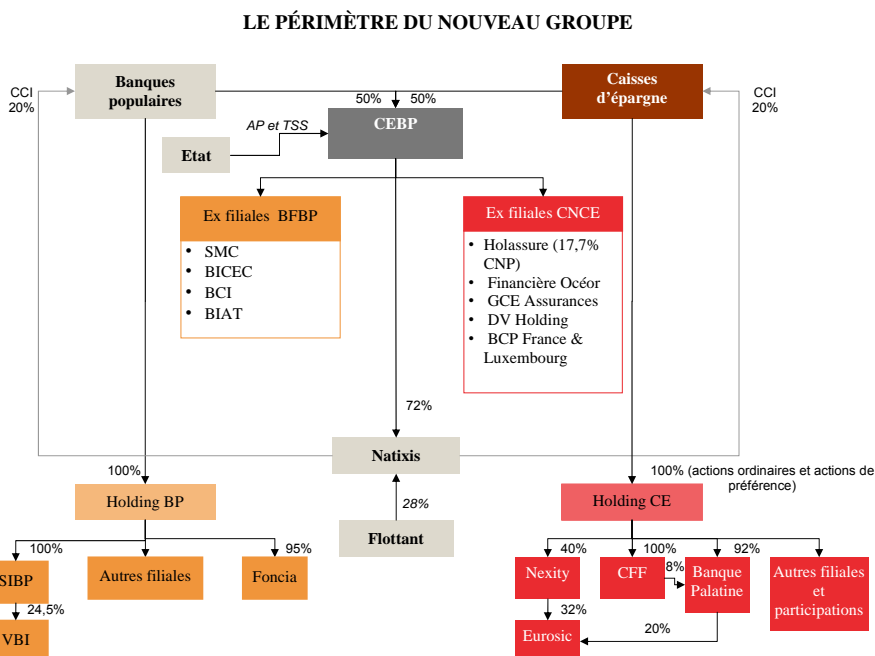 LE PÉRIMÈTRE DU NOUVEAU GROUPE
CCI
20%
Banques
populaires
50%
50%
Caisses
d’épargne
CCI
20%
AP et TSS
CEBP
Etat
Ex filiales BFBP
• SMC
• BICEC
• BCI
• BIAT
Ex filiales CNCE
• Holassure (17,7%
CNP)
• Financière Océor
• GCE Assurances
• DV Holding
• BCP France &
Luxembourg
72%
Natixis
28%
Flottant
100%
Holding BP
100% (actions ordinaires et actions de
préférence)
Holding CE
100%
95%
SIBP
Autres filiales
Foncia
24,5%
VBI
40%
100%
92%
Nexity
CFF
8%
Banque
Palatine
Autres filiales
et
participations
32%
20%
Eurosic